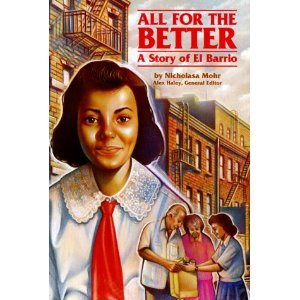 ALL FOR THE
BETTER
A Story of El Barrio
by Nicholasa Mohr
Alex Haley, General Editor